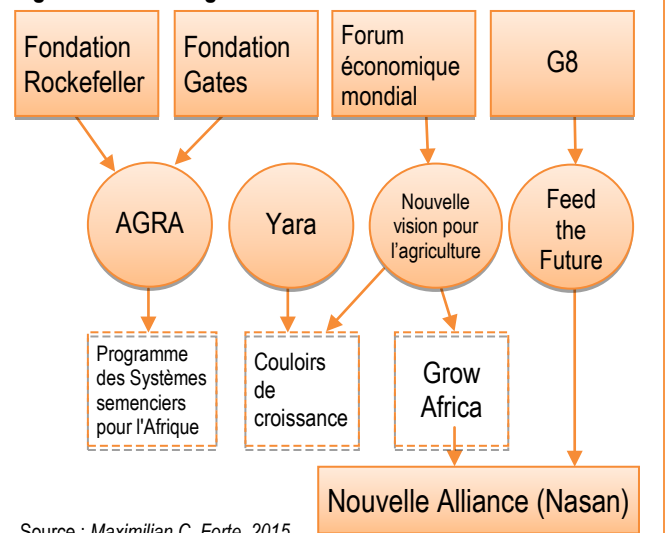 Fondation
Rockefeller
Fondation
Gates
Forum
économique
mondial
G8
AGRA
Yara
Nouvelle
vision pour
l’agriculture
Feed
the
Future
Programme
des Systèmes
semenciers
pour l'Afrique
Couloirs
de
croissance
Grow
Africa
Nouvelle Alliance (Nasan)
Source : Maximilian C. Forte, 2015